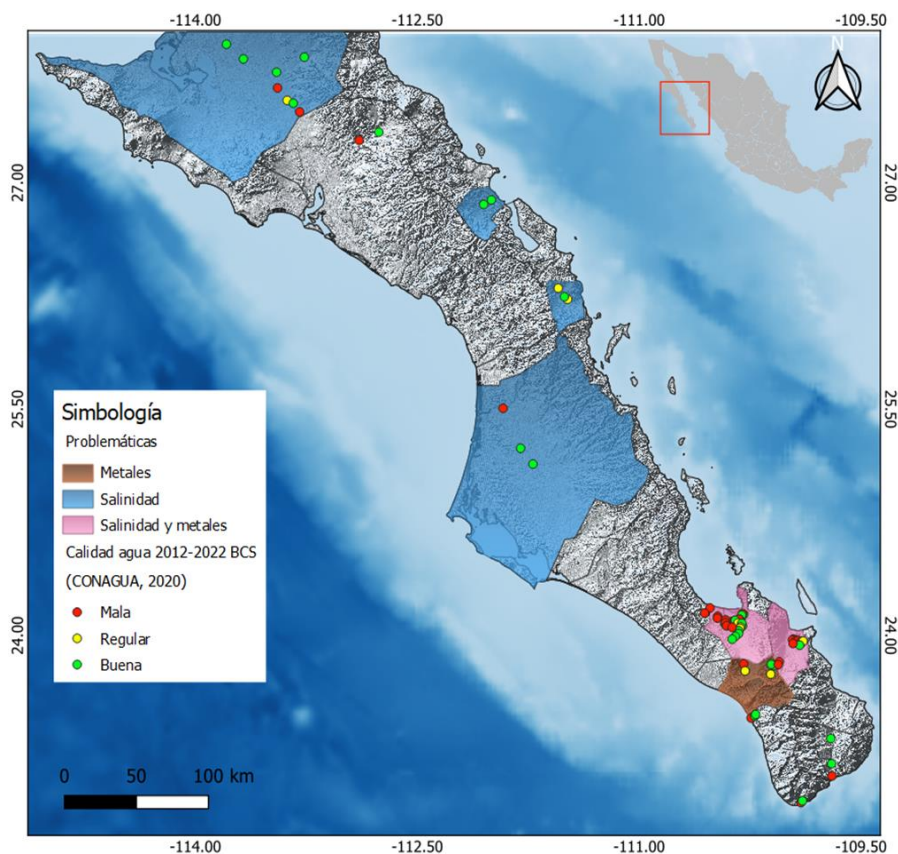 -114.00
-112.50
-111.00
-109.50
N
27.00
27.00
25.50
25.50
Simbología
Problemáticas
Metales
Salinidad
Salinidad y metales
Calidad agua 2012-2022 BCS
(CONAGUA, 2020)
Mala
Regular
Buena
24.00
24.00
0
50
100 km
-114.00
-112.50
-111.00
-109.50